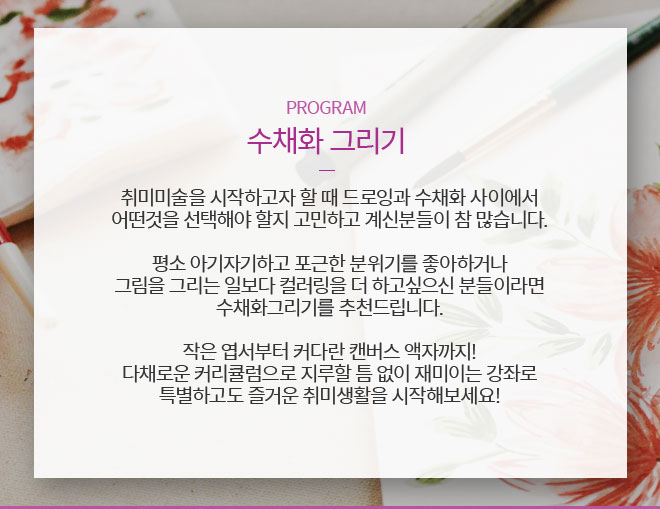 PROGRAM
수채화 그리기
취미미술을 시작하고자 할 때 드로잉과 수채화 사이에서
어떤것을 선택해야 할지 고민하고 계신분들이 참 많습니다.
평소 아기자기하고 포근한 분위기를 좋아하거나
그림을 그리는 일보다 컬러링을 더 하고싶으신 분들이라면
수채화그리기를 추천드립니다.
작은 엽서부터 커다란 캔버스 액자까지!
다채로운 커리큘럼으로 지루할 틈 없이 재미이는 강좌로
특별하고도 즐거운 취미생활을 시작해보세요!